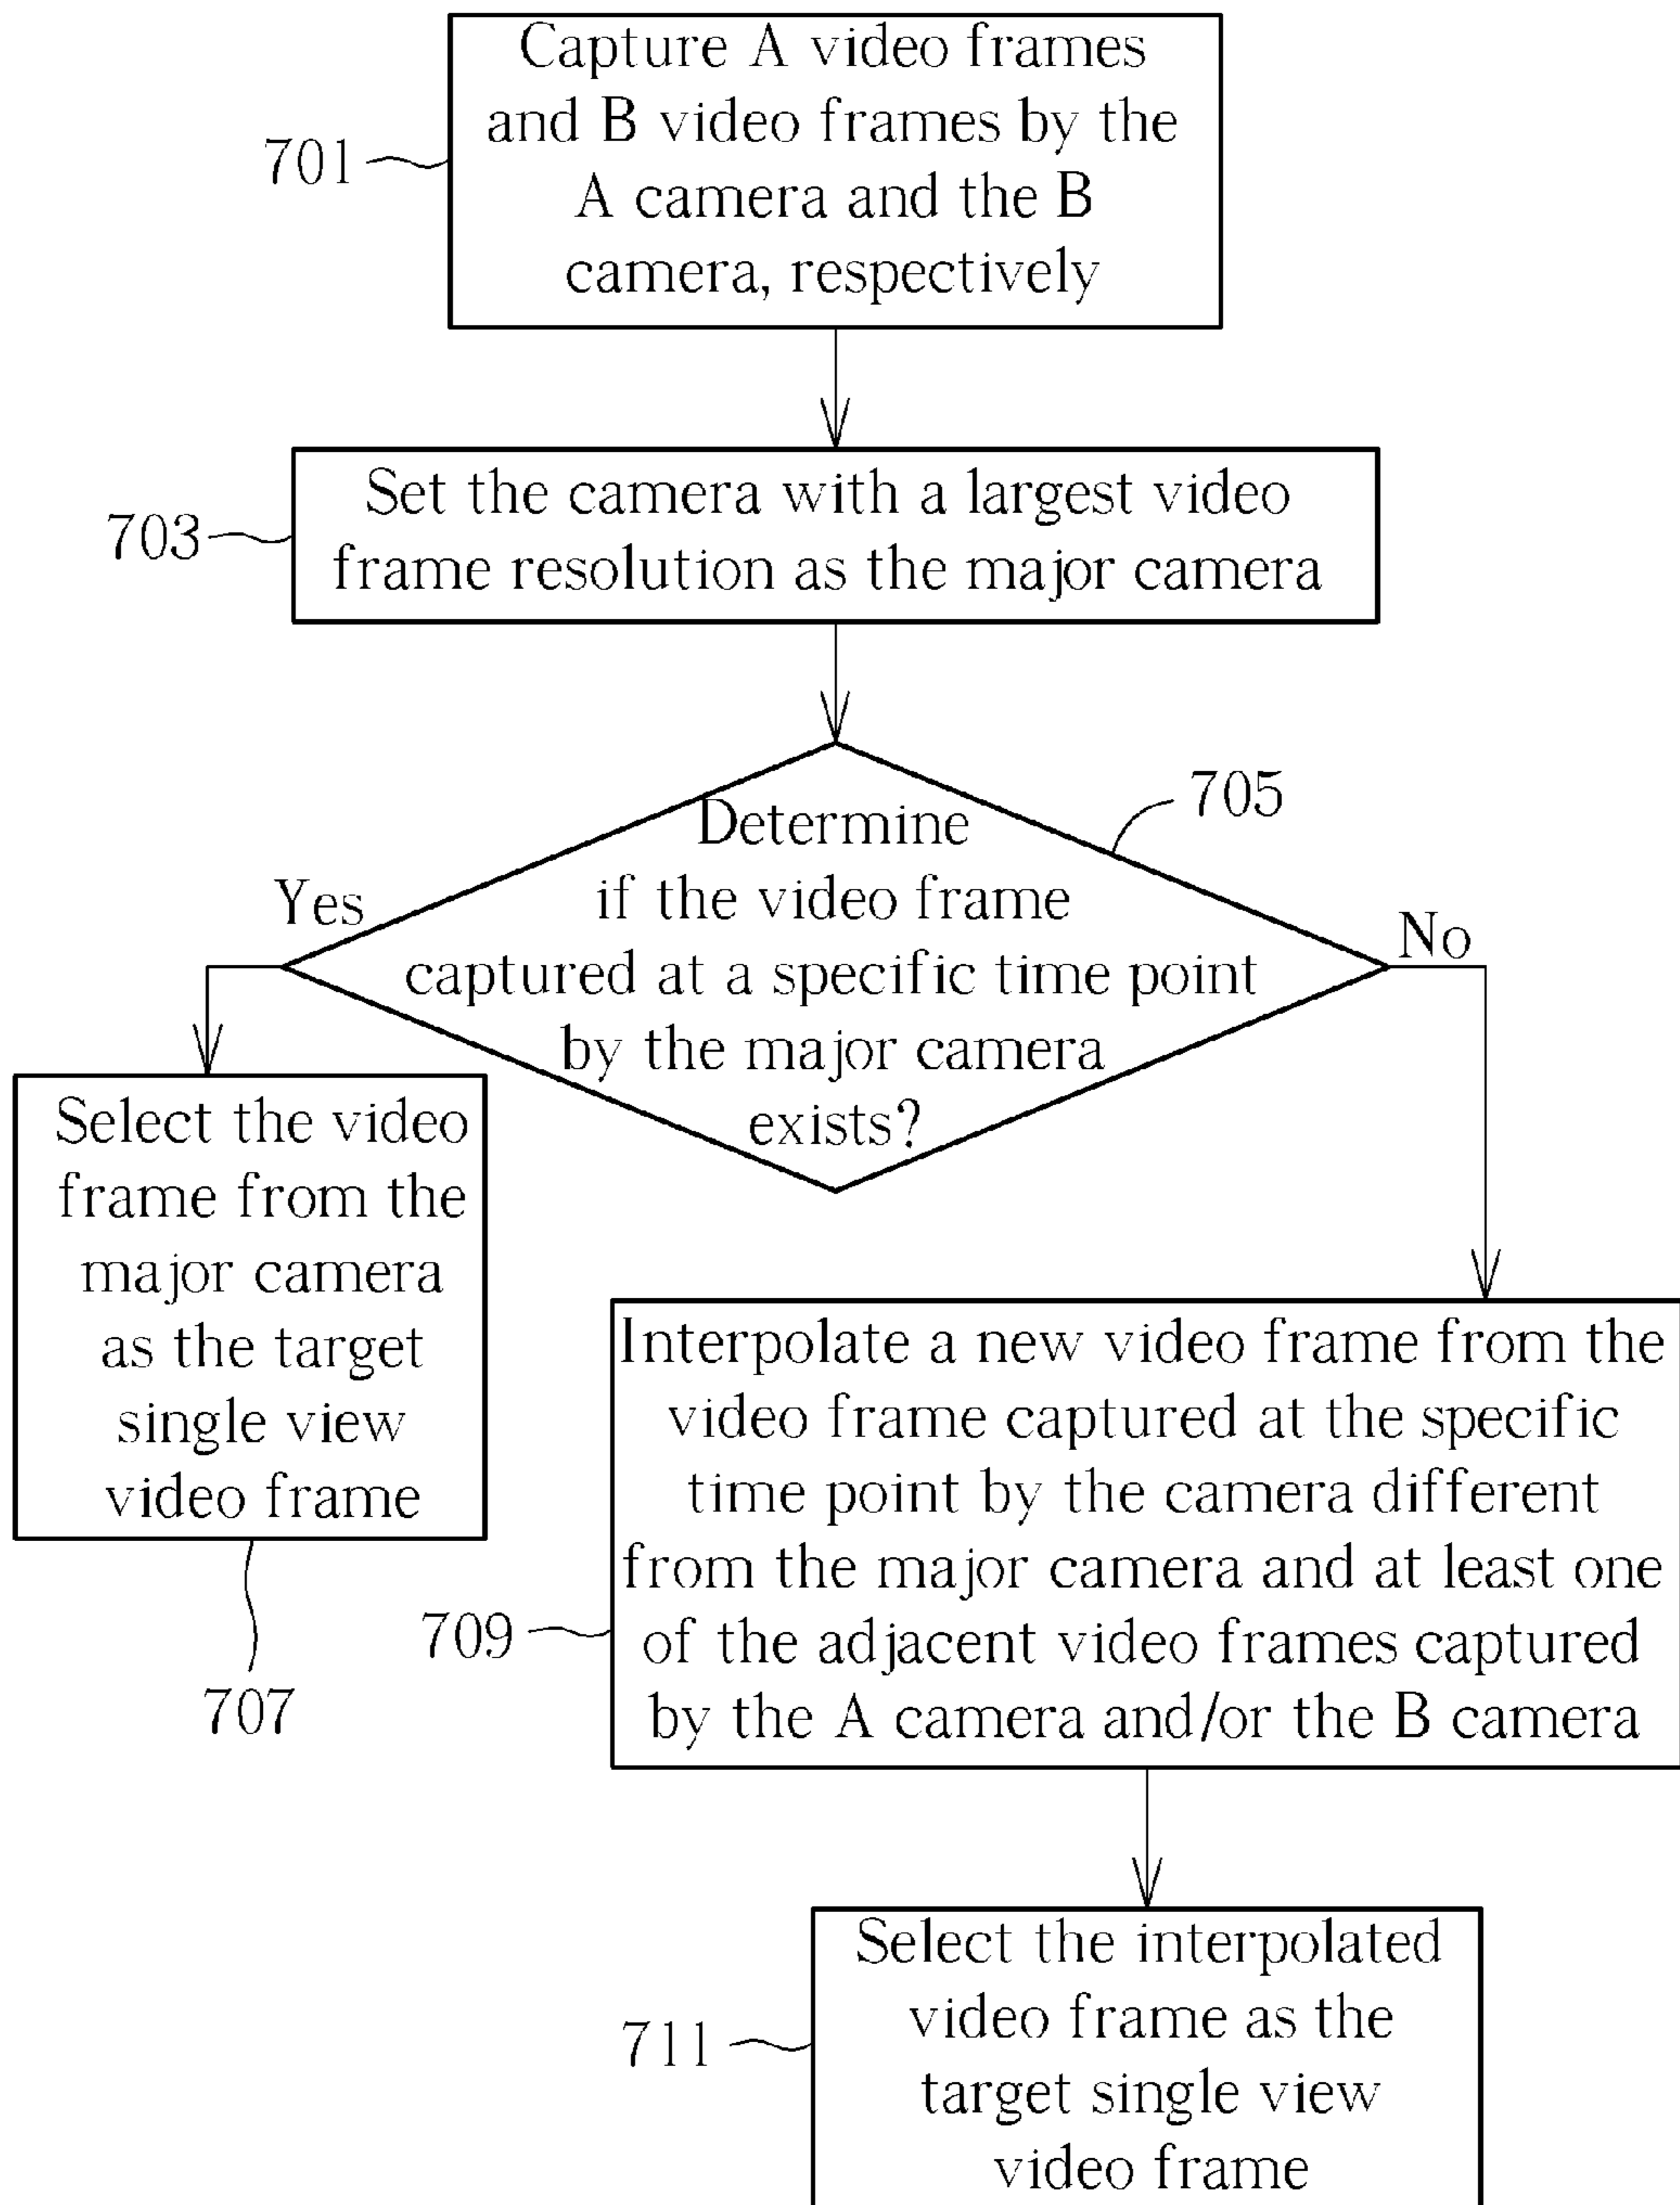 Capture A video frames
and B video frames by the
A camera and the B
camera, respectively
701
Set the camera with a largest video
frame resolution as the major camera
703
Determine
if the video frame
captured at a specific time point
by the major camera
exists?
705
Yes
No
Select the video
frame from the
major camera
as the target
single view
video frame
707
Interpolate a new video frame from the
video frame captured at the specific
time point by the camera different
from the major camera and at least one
of the adjacent video frames captured
by the A camera and/or the B camera
709
Select the interpolated
video frame as the
target single view
video frame
711